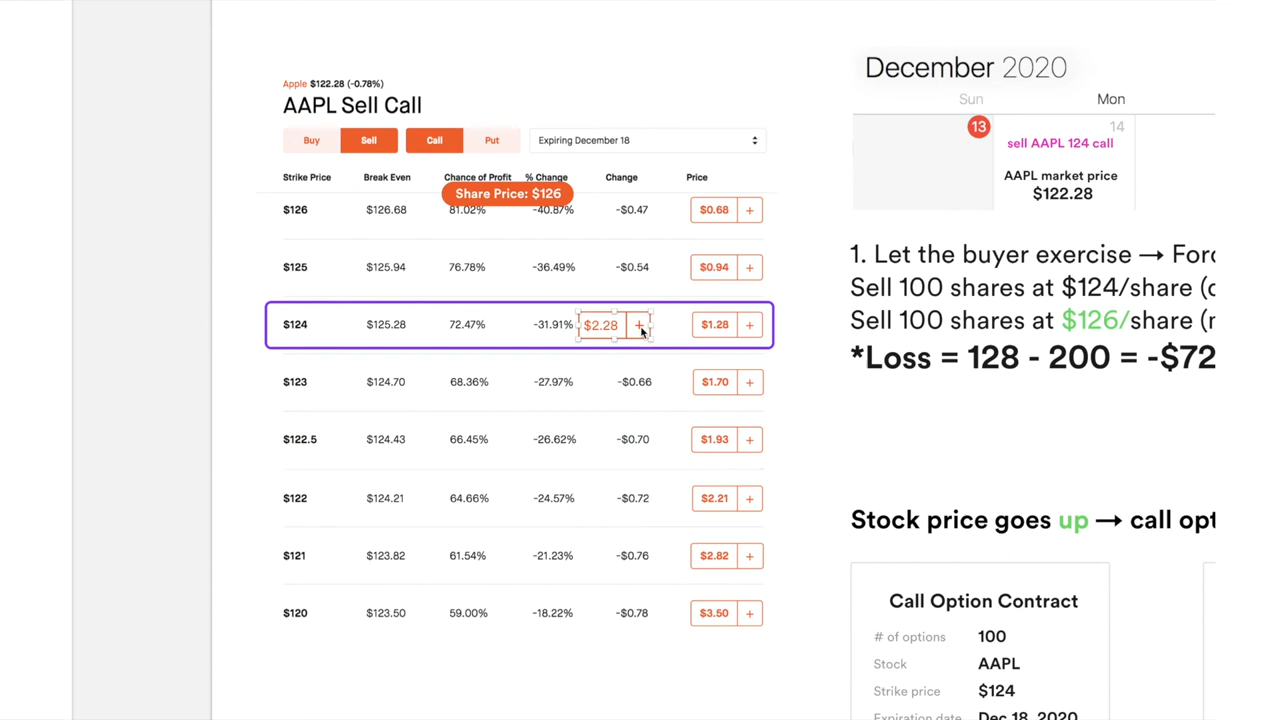 Apple $122.28 (-0.78%)
AAPL Sell Call
Buy Sell Call Put Expiring December 18
Strike Price Break Even Chance of Profit % Change Change Price
Share Price: $126
$126 $126.68 81.02% -40.87% -$0.47 $0.68 +
$125 $125.94 76.78% -36.49% -$0.54 $0.94 +
$124 $125.28 72.47% -31.91% $2.28 + $1.28 +
$123 $124.70 68.36% -27.97% -$0.66 $1.70 +
$122.5 $124.43 66.45% -26.62% -$0.70 $1.93 +
$122 $124.21 64.66% -24.57% -$0.72 $2.21 +
$121 $123.82 61.54% -21.23% -$0.76 $2.82 +
$120 $123.50 59.00% -18.22% -$0.78 $3.50 +
December 2020
Sun Mon
13 14
sell AAPL 124 call
AAPL market price
$122.28
1. Let the buyer exercise →
Sell 100 shares at $124/share
Sell 100 shares at $126/share
*Loss = 128 - 200 = -$72
Stock price goes up → call
Call Option Contract
# of options 100
Stock AAPL
Strike price $124
Expiration date Dec 18, 2020